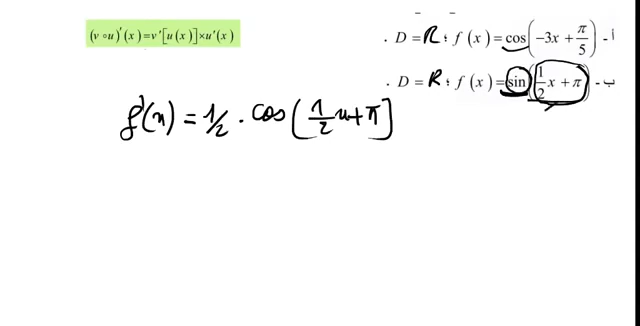 (v∘u)'(x)=v'[u(x)]×u'(x)
أ - f(x) = cos(-3x + π/5) ؛ D = R .
ب - f(x) = sin(1/2 x + π) ؛ D = R .
f'(x) = 1/2 . cos[1/2 x + π]